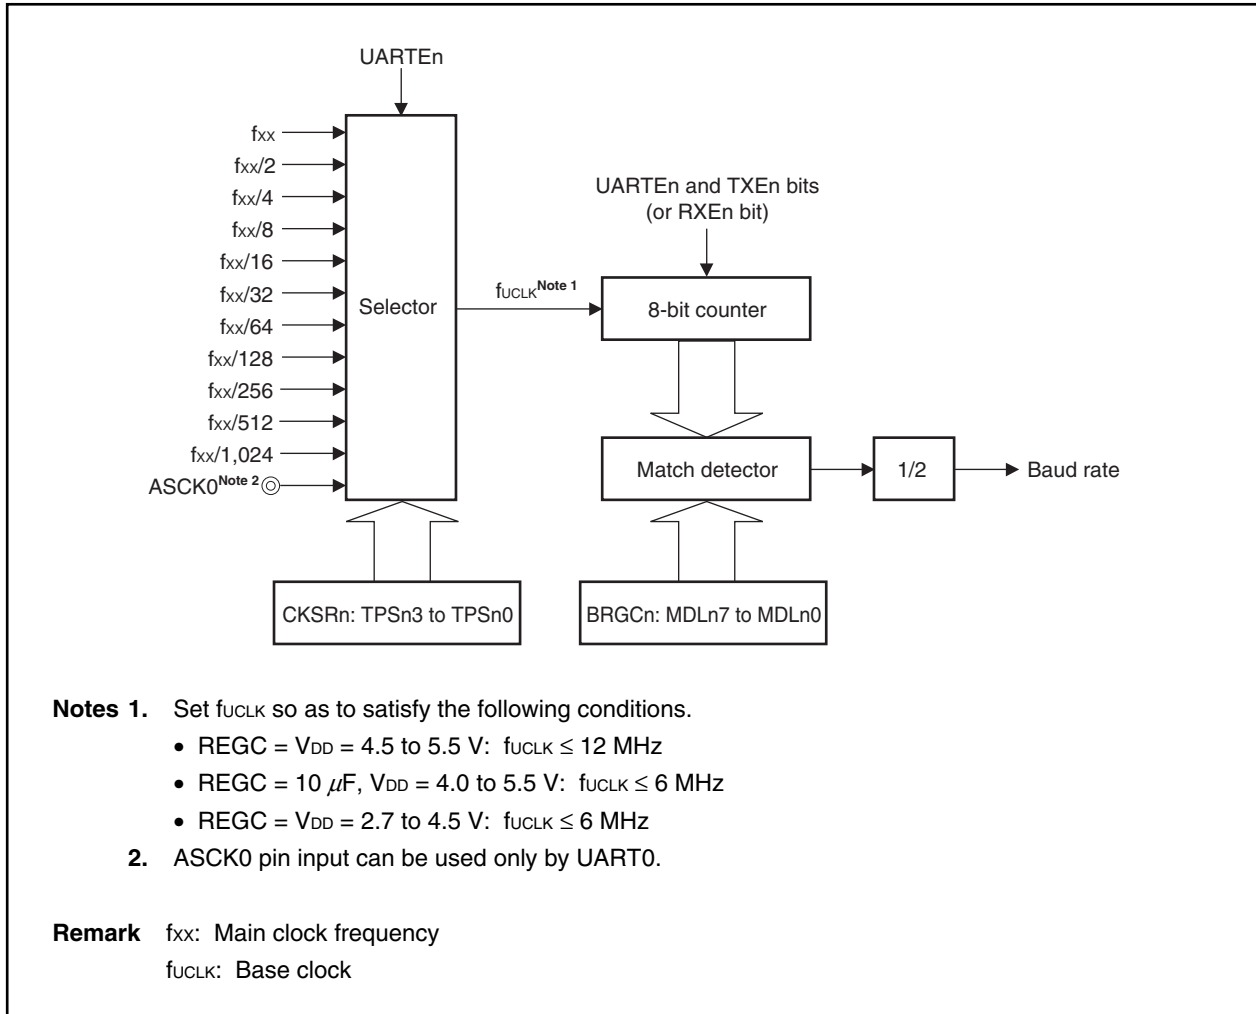 UARTEn
fXX
fXX/2
fXX/4
fXX/8
fXX/16
fXX/32
fXX/64
fXX/128
fXX/256
fXX/512
fXX/1,024
ASCK0Note 2
Selector
fUCLKNote 1
UARTEn and TXEn bits
(or RXEn bit)
8-bit counter
Match detector
1/2
Baud rate
CKSRn: TPSn3 to TPSn0
BRGCn: MDLn7 to MDLn0
Notes 1. Set fUCLK so as to satisfy the following conditions.
• REGC = VDD = 4.5 to 5.5 V: fUCLK ≤ 12 MHz
• REGC = 10 μF, VDD = 4.0 to 5.5 V: fUCLK ≤ 6 MHz
• REGC = VDD = 2.7 to 4.5 V: fUCLK ≤ 6 MHz
2. ASCK0 pin input can be used only by UART0.
Remark fXX: Main clock frequency
fUCLK: Base clock